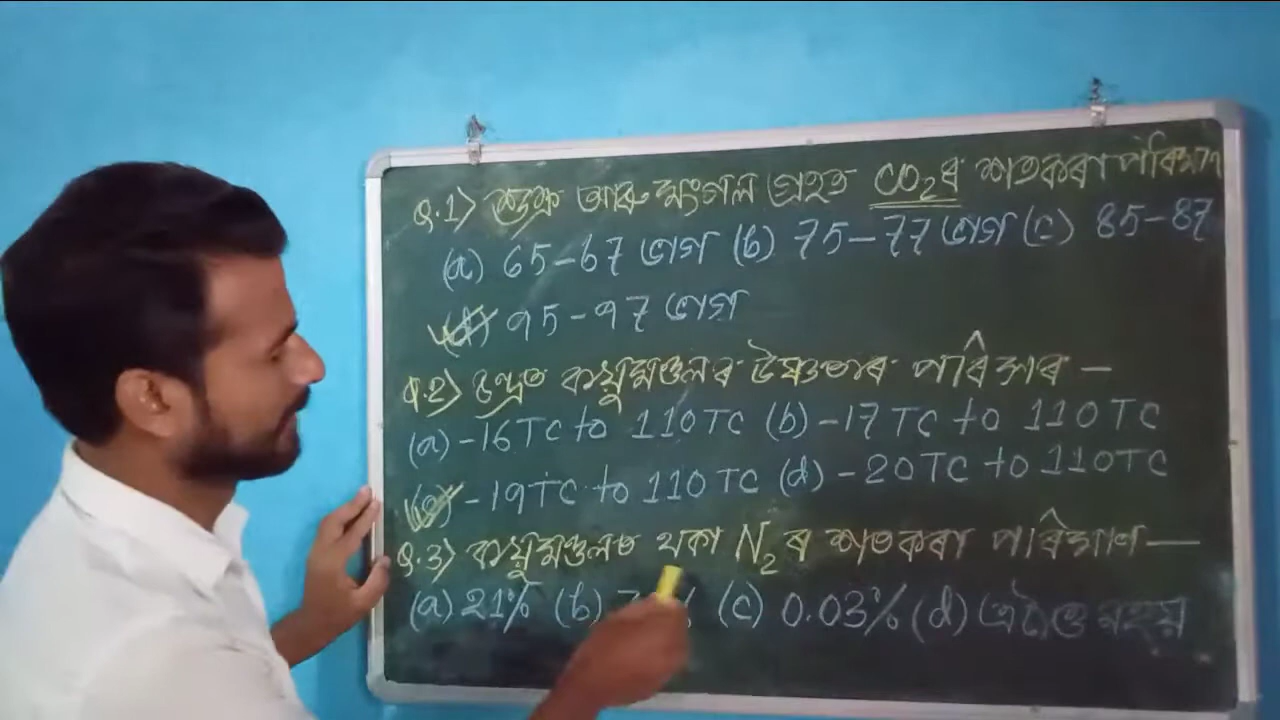 Q.1) শুক্ৰ আৰু মংগল গ্ৰহত CO₂ৰ শতকৰা পৰিমাণ
(a) 65-67 ভাগ (b) 75-77 ভাগ (c) 85-87
(d) 95-97 ভাগ
Q.2) চন্দ্ৰত বায়ুমণ্ডলৰ উষ্ণতাৰ পৰিসৰ -
(a) -16TC to 110TC (b) -17TC to 110TC
(c) -19TC to 110TC (d) -20TC to 110TC
Q.3) বায়ুমণ্ডলত থকা N₂ৰ শতকৰা পৰিমাণ -
(a) 21% (b) (c) 0.03% (d) এটাও নহয়